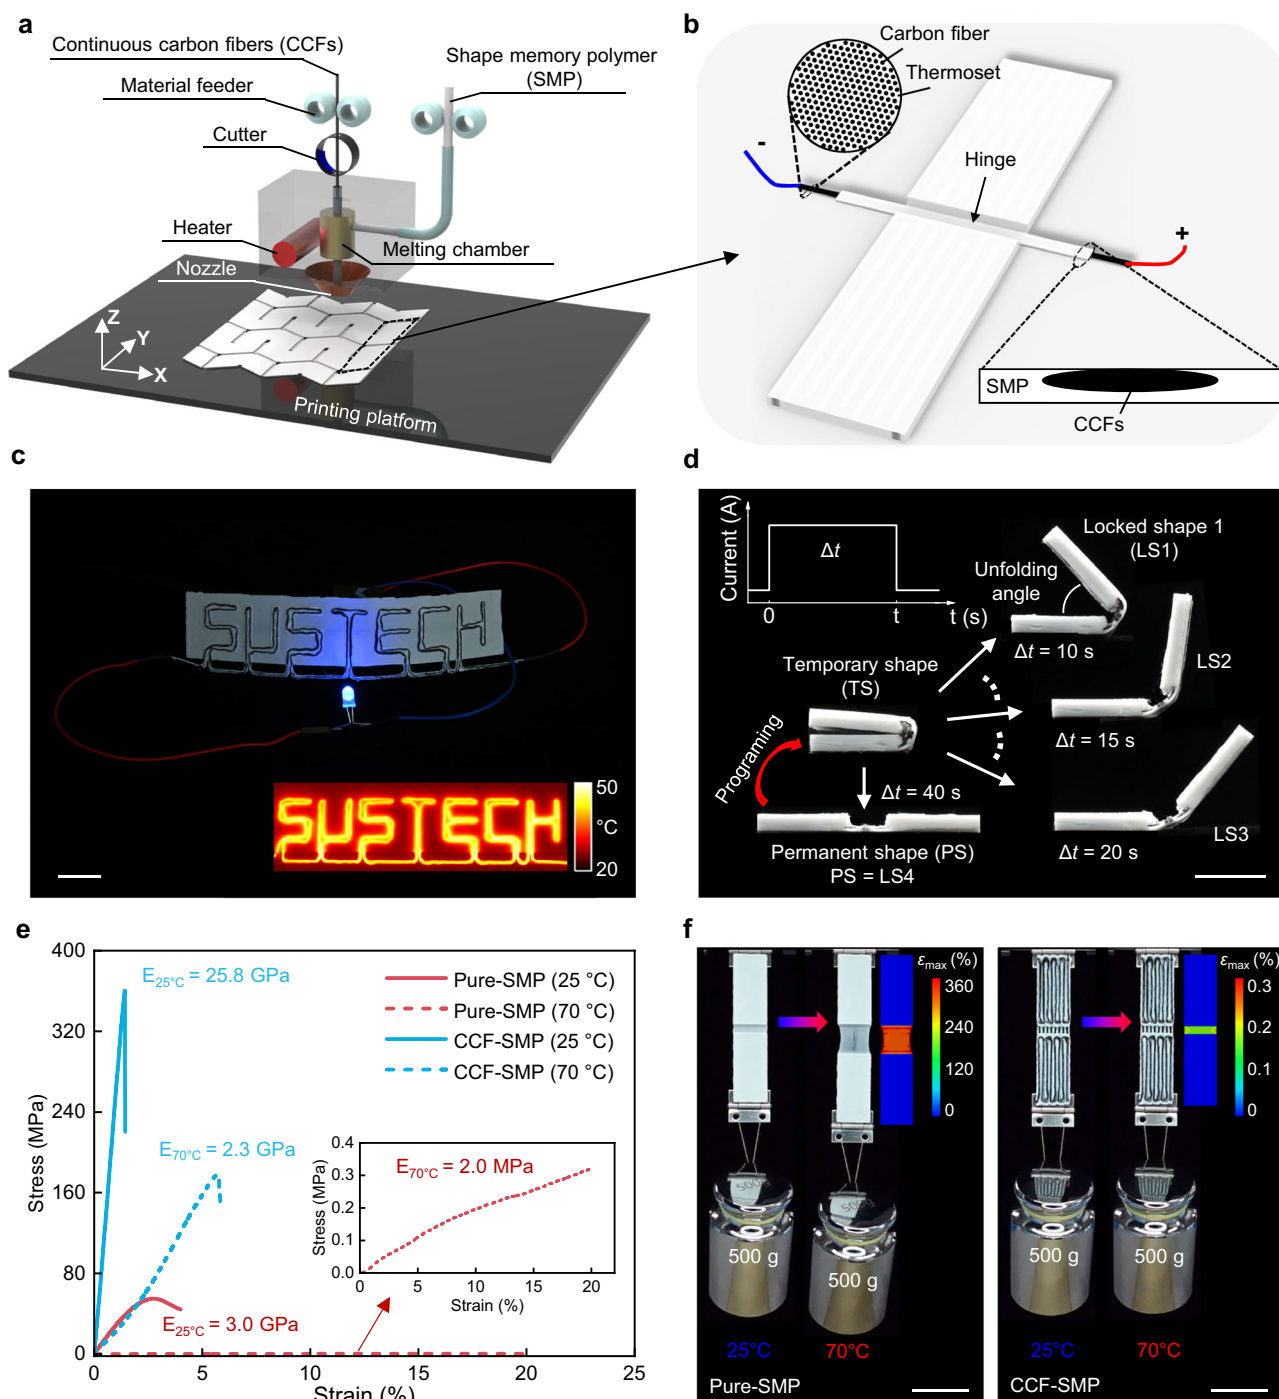 a
Continuous carbon fibers (CCFs)
Shape memory polymer
(SMP)
Material feeder
Cutter
Heater
Melting chamber
Nozzle
Z
Y
X
Printing platform
b
Carbon fiber
Thermoset
-
Hinge
+
SMP
CCFs
c
SUSTECH
SUSTECH
50
°C
20
d
Current (A)
Δt
0
t
t (s)
Locked shape 1
(LS1)
Unfolding
angle
Δt = 10 s
Temporary shape
(TS)
LS2
Δt = 15 s
Programing
Δt = 40 s
LS3
Δt = 20 s
Permanent shape (PS)
PS = LS4
e
Stress (MPa)
400
320
240
160
80
0
0
5
10
15
20
25
Strain (%)
E25°C = 25.8 GPa
Pure-SMP (25 °C)
Pure-SMP (70 °C)
CCF-SMP (25 °C)
CCF-SMP (70 °C)
E70°C = 2.3 GPa
E25°C = 3.0 GPa
Stress (MPa)
0.4
0.3
0.2
0.1
0.0
E70°C = 2.0 MPa
0
5
10
15
20
Strain (%)
f
εmax (%)
360
240
120
0
500g
500g
500 g
500 g
25°C
70°C
Pure-SMP
εmax (%)
0.3
0.2
0.1
0
500 g
500 g
25°C
70°C
CCF-SMP